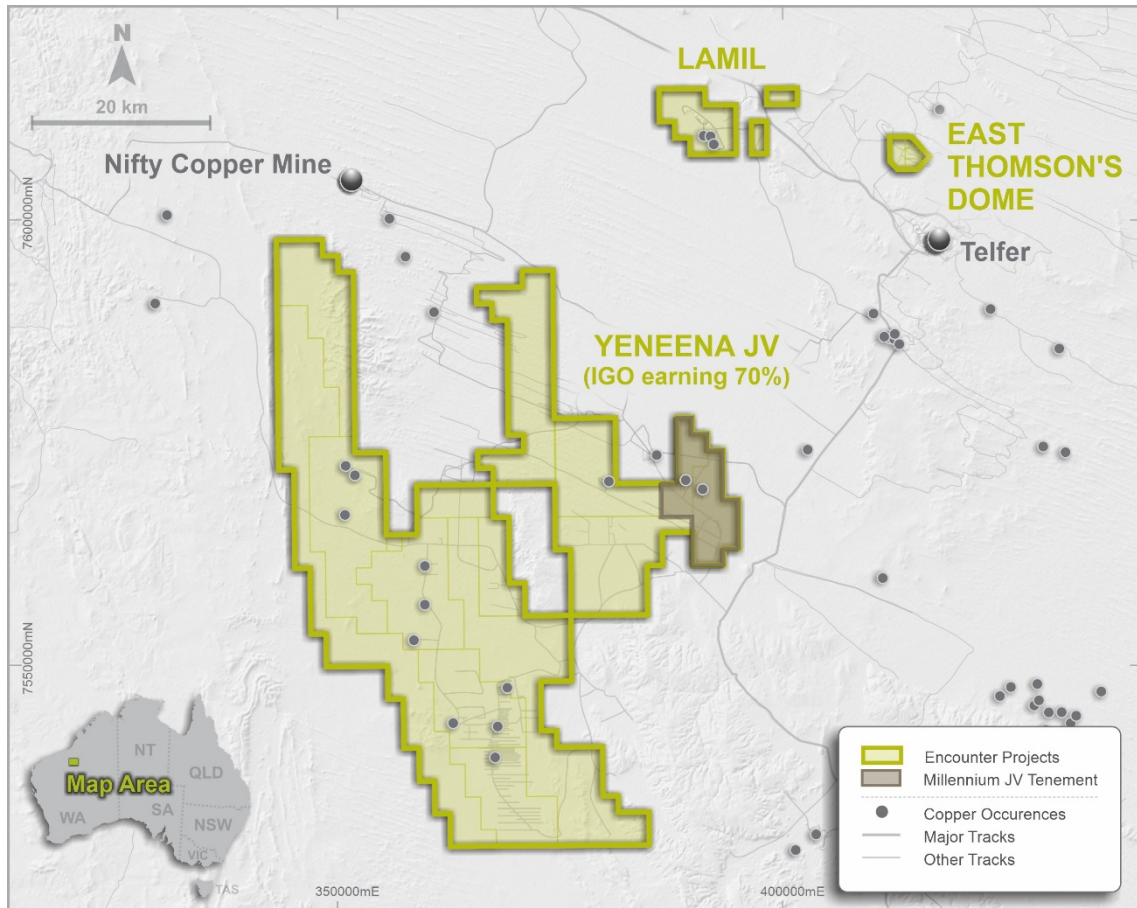 N
20 km
LAMIL
EAST
THOMSON'S
DOME
Nifty Copper Mine
Telfer
7600000mN
YENEENA JV
(IGO earning 70%)
7550000mN
NT
QLD
Map Area
WA
SA
NSW
VIC
TAS
Encounter Projects
Millennium JV Tenement
Copper Occurences
Major Tracks
Other Tracks
350000mE
400000mE